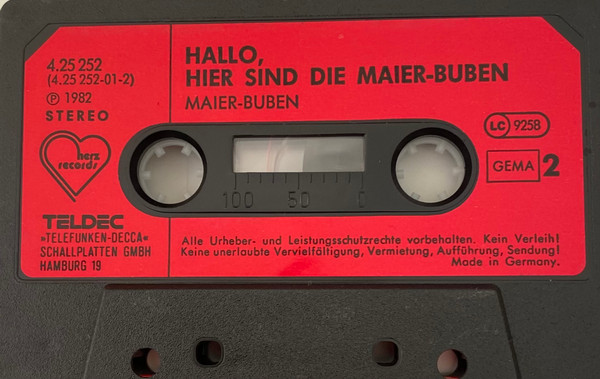 4.25 252
(4.25 252-01-2)
Ⓟ 1982
STEREO
herz
records
TELDEC
»TELEFUNKEN-DECCA«
SCHALLPLATTEN GMBH
HAMBURG 19
HALLO,
HIER SIND DIE MAIER-BUBEN
MAIER-BUBEN
LC 9258
GEMA 2
100 50 0
Alle Urheber- und Leistungsschutzrechte vorbehalten. Kein Verleih!
Keine unerlaubte Vervielfältigung, Vermietung, Aufführung, Sendung!
Made in Germany.